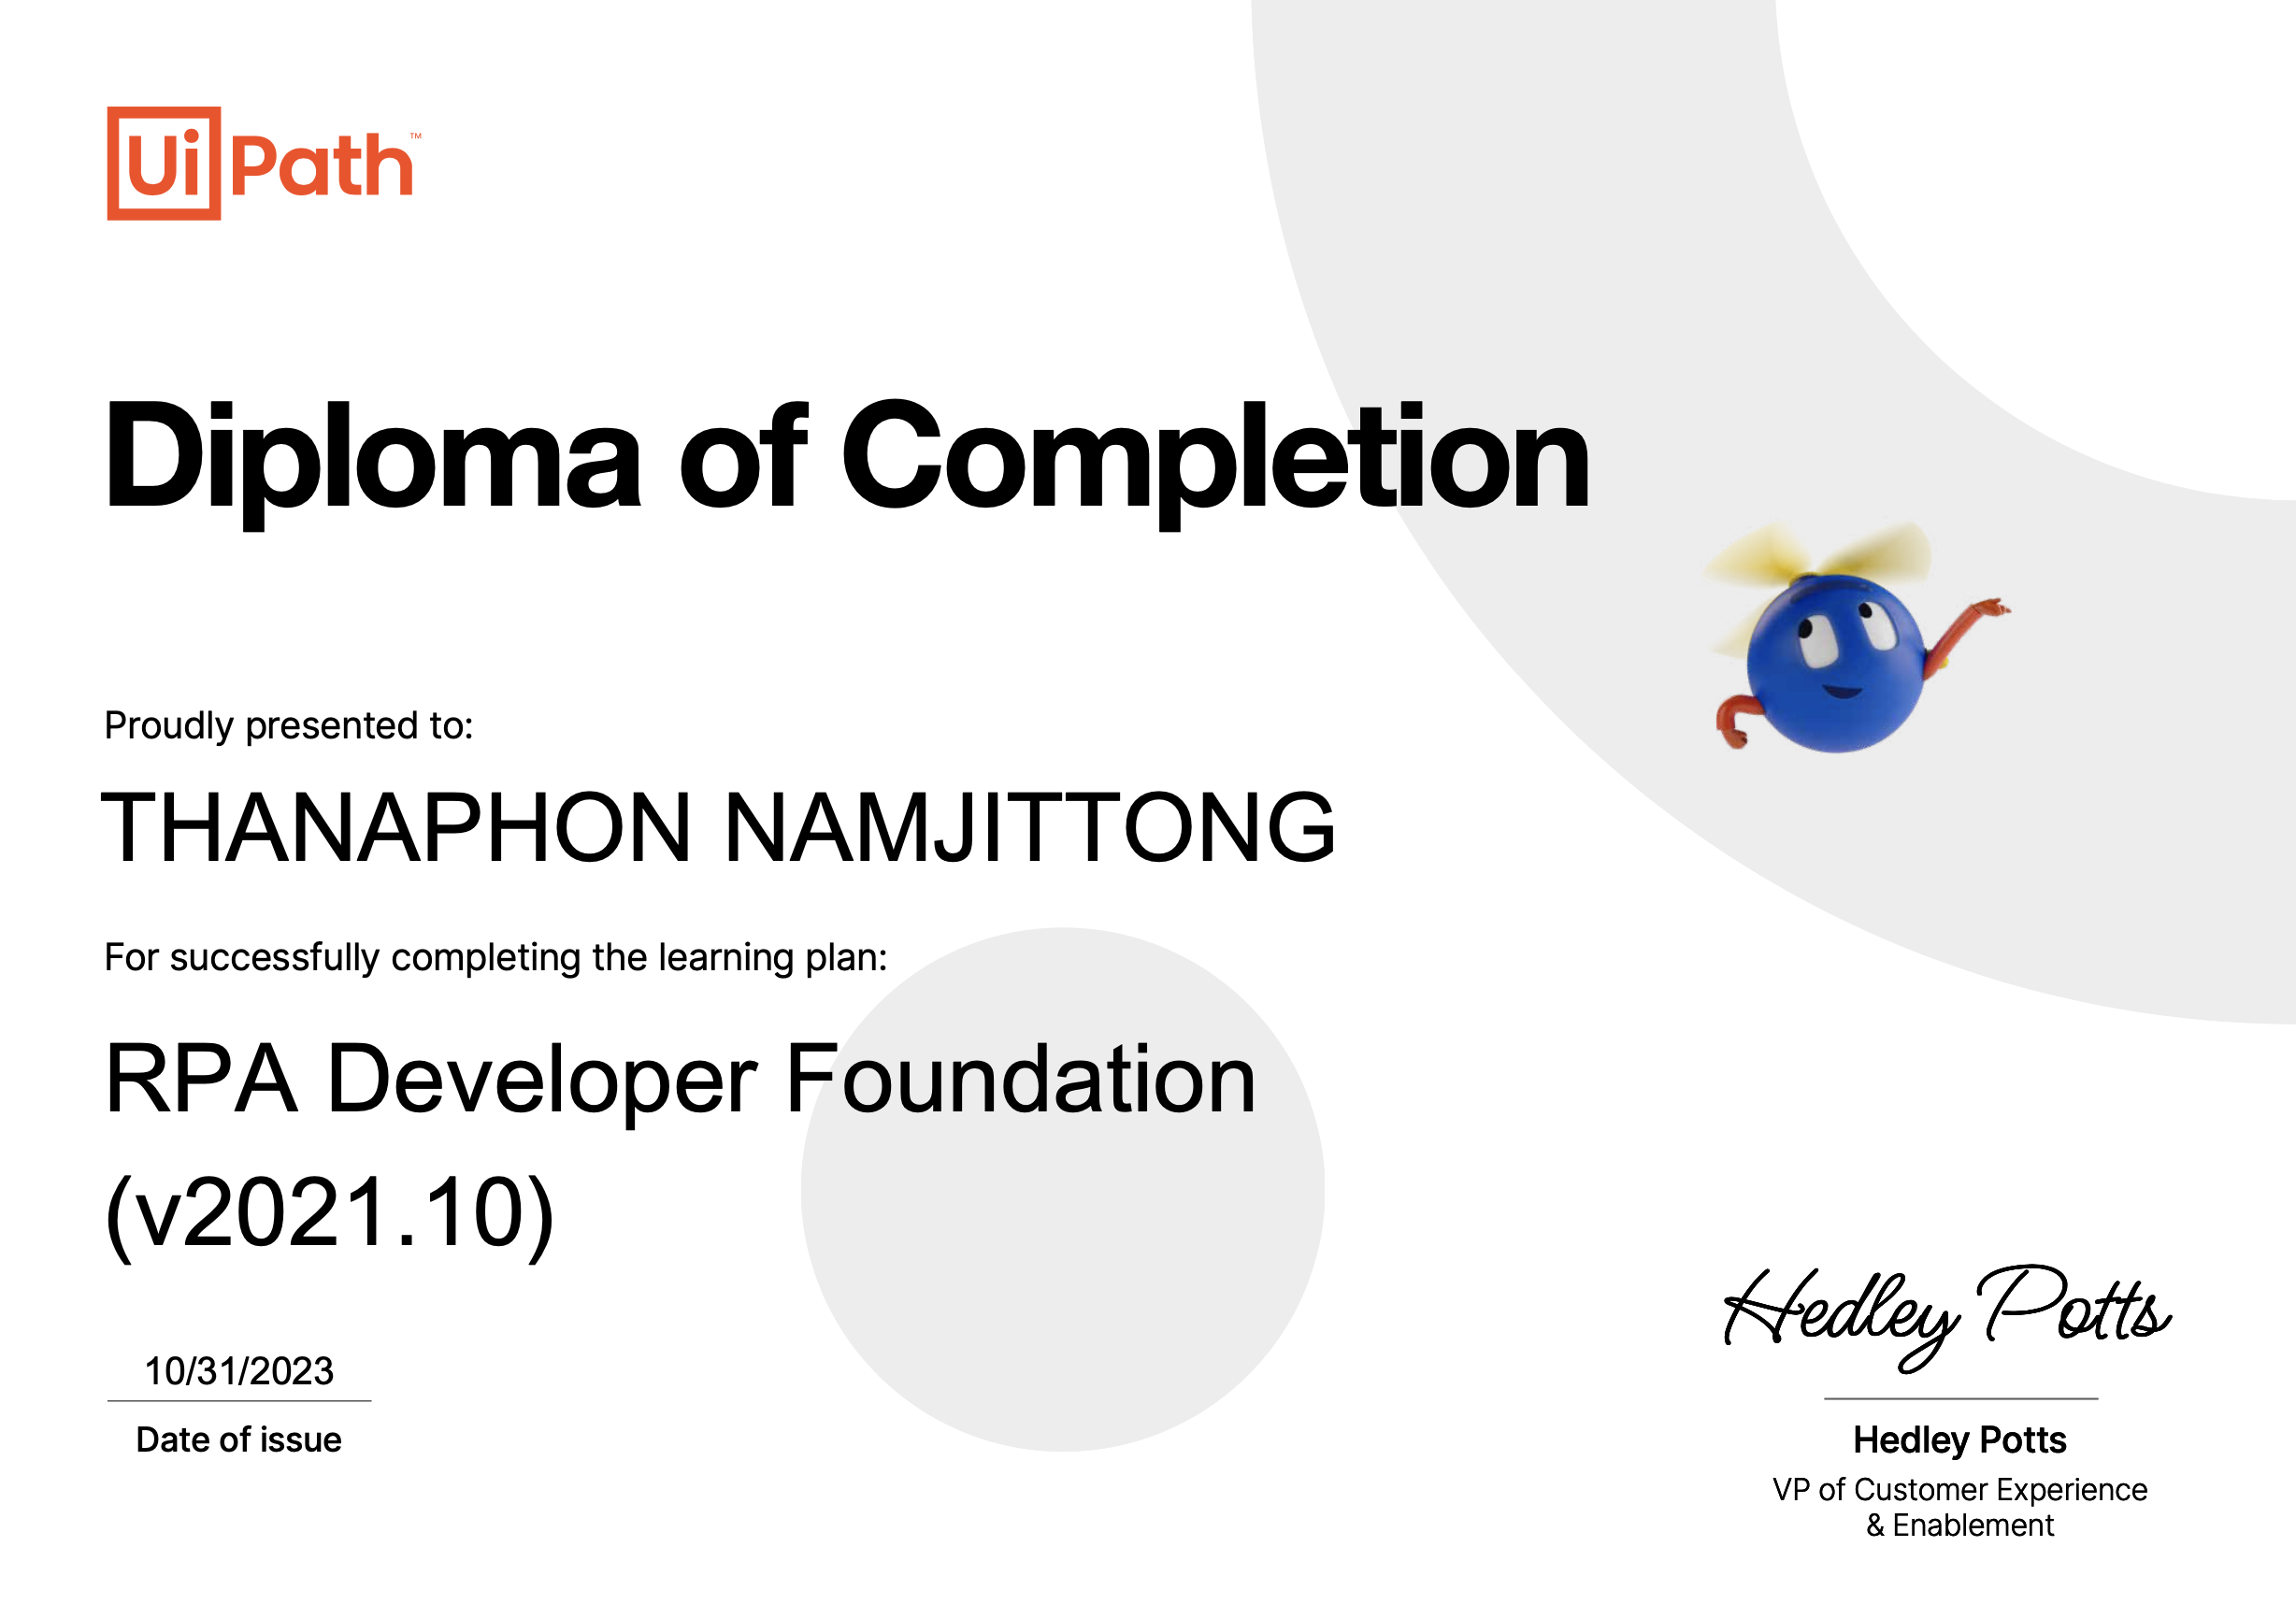 UiPath™
Diploma of Completion
Proudly presented to:
THANAPHON NAMJITTONG
For successfully completing the learning plan:
RPA Developer Foundation
(v2021.10)
10/31/2023
Date of issue
Hedley Potts
Hedley Potts
VP of Customer Experience
& Enablement